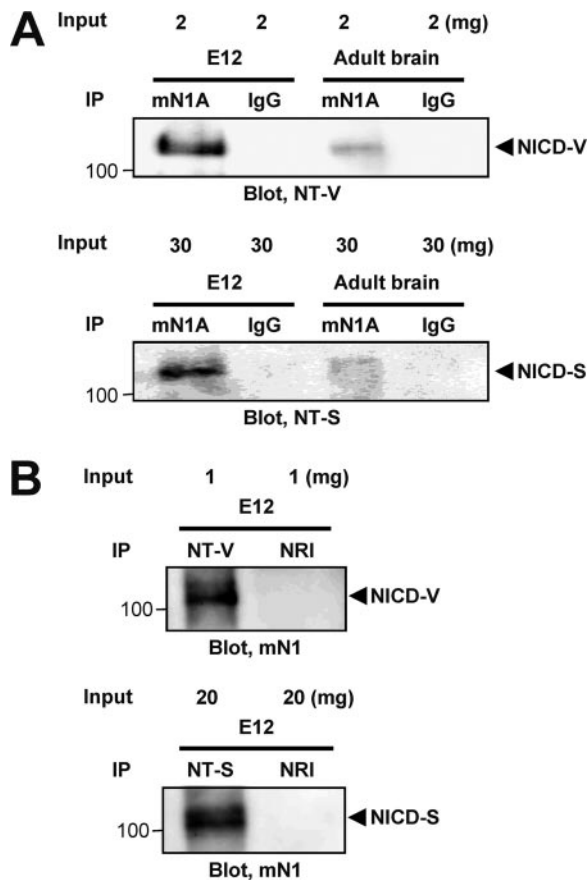 A
Input 2 2 2 2 (mg)
E12 Adult brain
IP mN1A IgG mN1A IgG
NICD-V
100
Blot, NT-V
Input 30 30 30 30 (mg)
E12 Adult brain
IP mN1A IgG mN1A IgG
NICD-S
100
Blot, NT-S
B
Input 1 1 (mg)
E12
IP NT-V NRI
NICD-V
100
Blot, mN1
Input 20 20 (mg)
E12
IP NT-S NRI
NICD-S
100
Blot, mN1